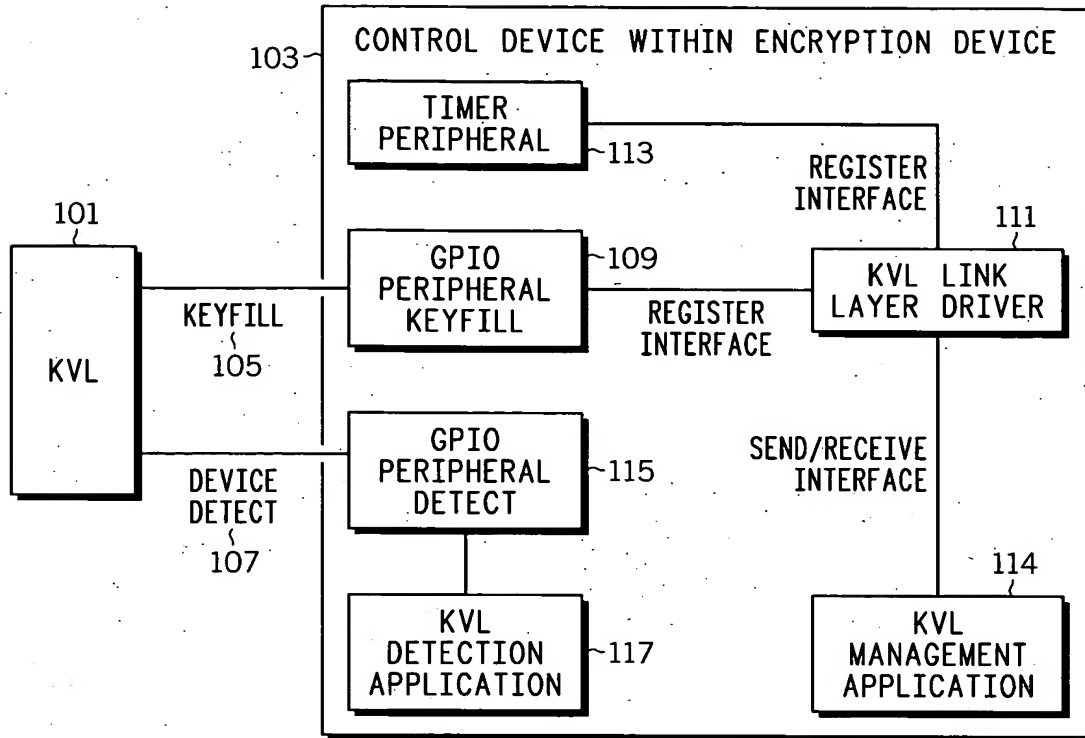 CONTROL DEVICE WITHIN ENCRYPTION DEVICE
103
TIMER
PERIPHERAL
113
REGISTER
INTERFACE
101
KVL
KEYFILL
105
GPIO
PERIPHERAL
KEYFILL
109
REGISTER
INTERFACE
111
KVL LINK
LAYER DRIVER
DEVICE
DETECT
107
GPIO
PERIPHERAL
DETECT
115
SEND/RECEIVE
INTERFACE
KVL
DETECTION
APPLICATION
117
114
KVL
MANAGEMENT
APPLICATION